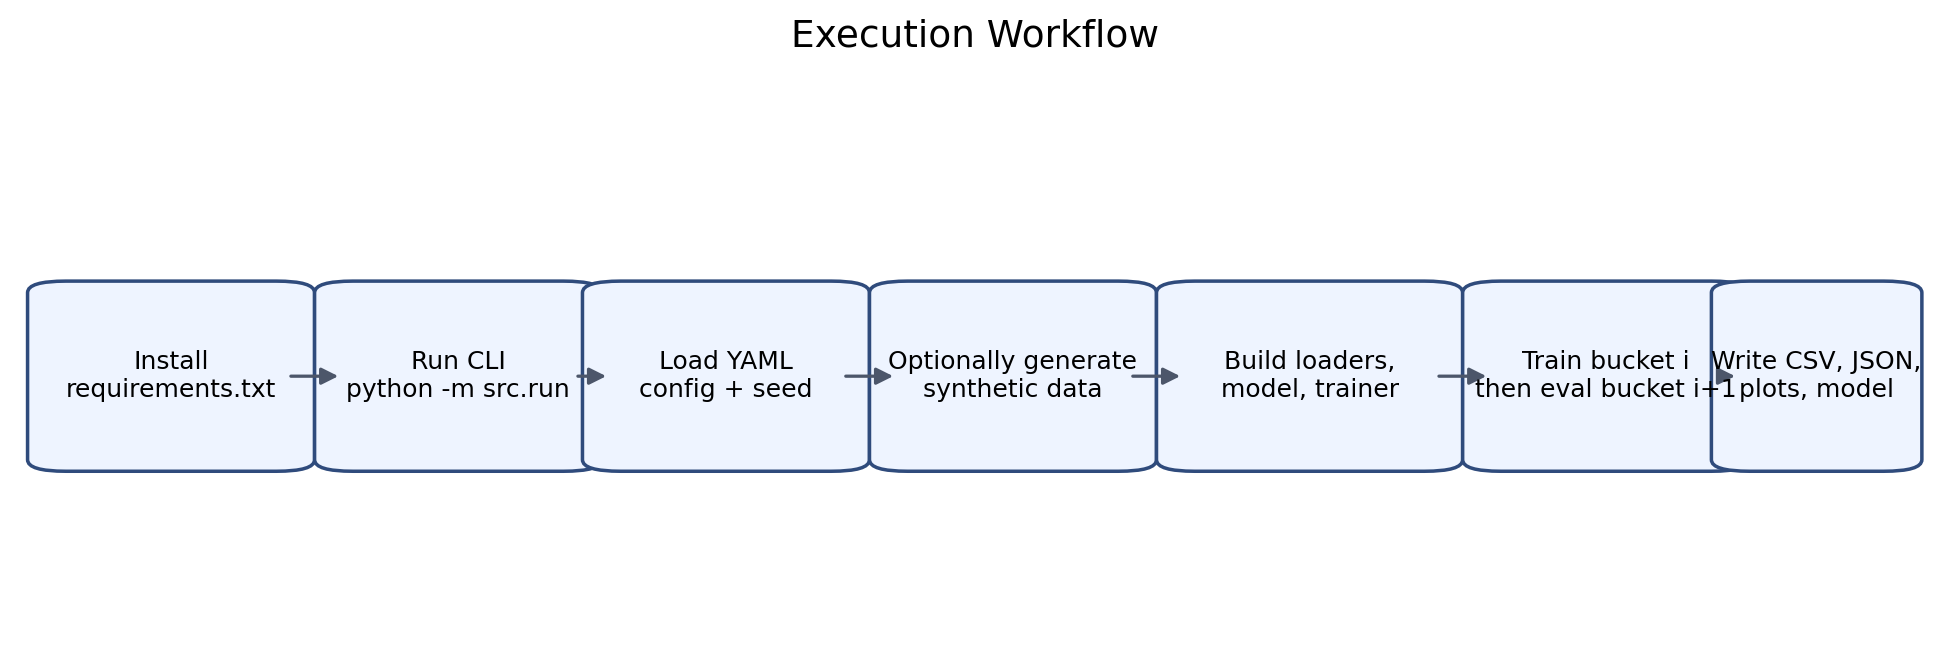 Execution Workflow
Install
requirements.txt
Run CLI
python -m src.run
Load YAML
config + seed
Optionally generate
synthetic data
Build loaders,
model, trainer
Train bucket i
then eval bucket i+1
Write CSV, JSON,
plots, model